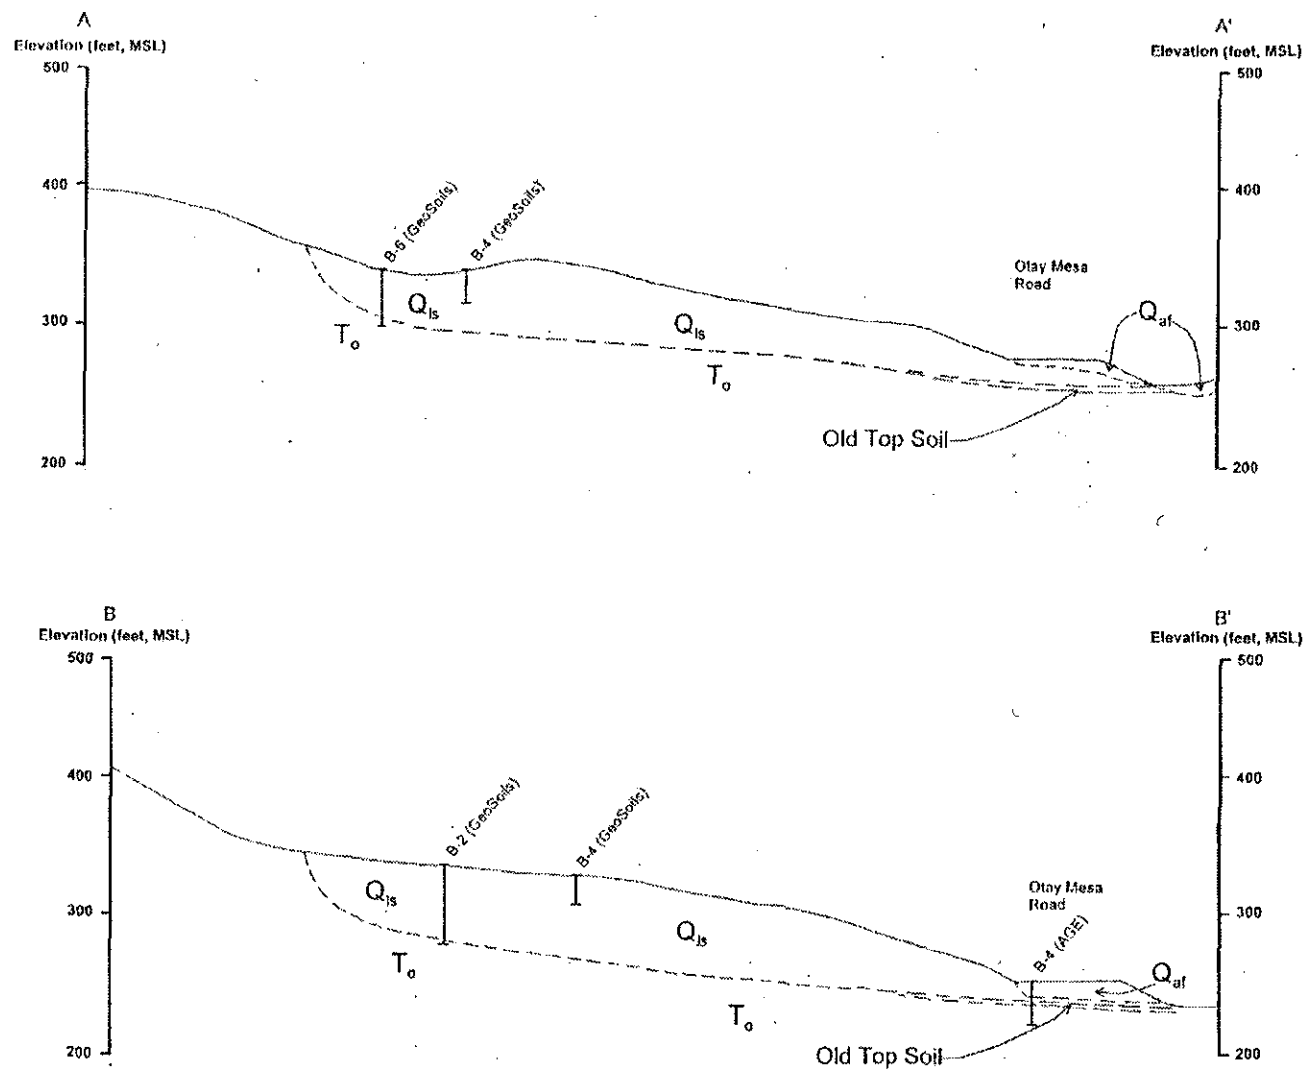 A
Elevation (feet, MSL)
500
400
300
200
A'
Elevation (feet, MSL)
500
400
300
200
B-6 (GeoSoils)
B-4 (GeoSoils)
Otay Mesa
Road
Qls
Qls
Qaf
To
To
Old Top Soil
B
Elevation (feet, MSL)
500
400
300
200
B'
Elevation (feet, MSL)
500
400
300
200
B-2 (GeoSoils)
B-4 (GeoSoils)
Otay Mesa
Road
B-4 (AGE)
Qls
Qls
Qaf
To
To
Old Top Soil